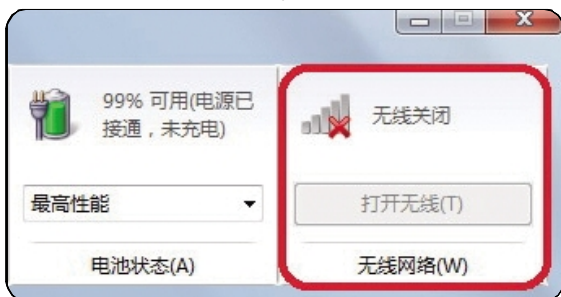 99% 可用(电源已
接通，未充电)
最高性能
电池状态(A)
无线关闭
打开无线(T)
无线网络(W)